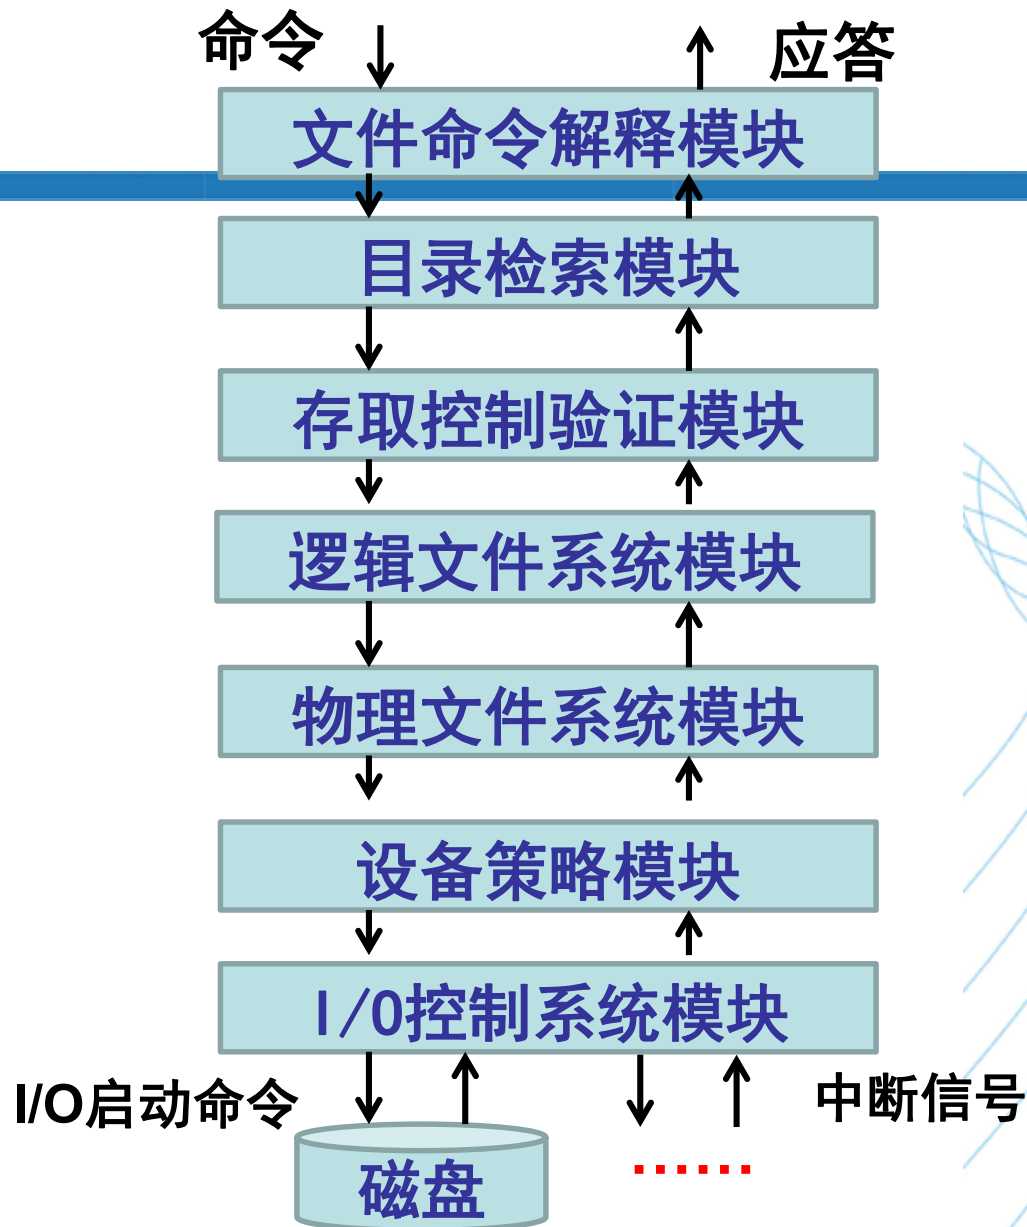 命令 应答
文件命令解释模块
目录检索模块
存取控制验证模块
逻辑文件系统模块
物理文件系统模块
设备策略模块
I/O控制系统模块
I/O启动命令 中断信号
磁盘 ……